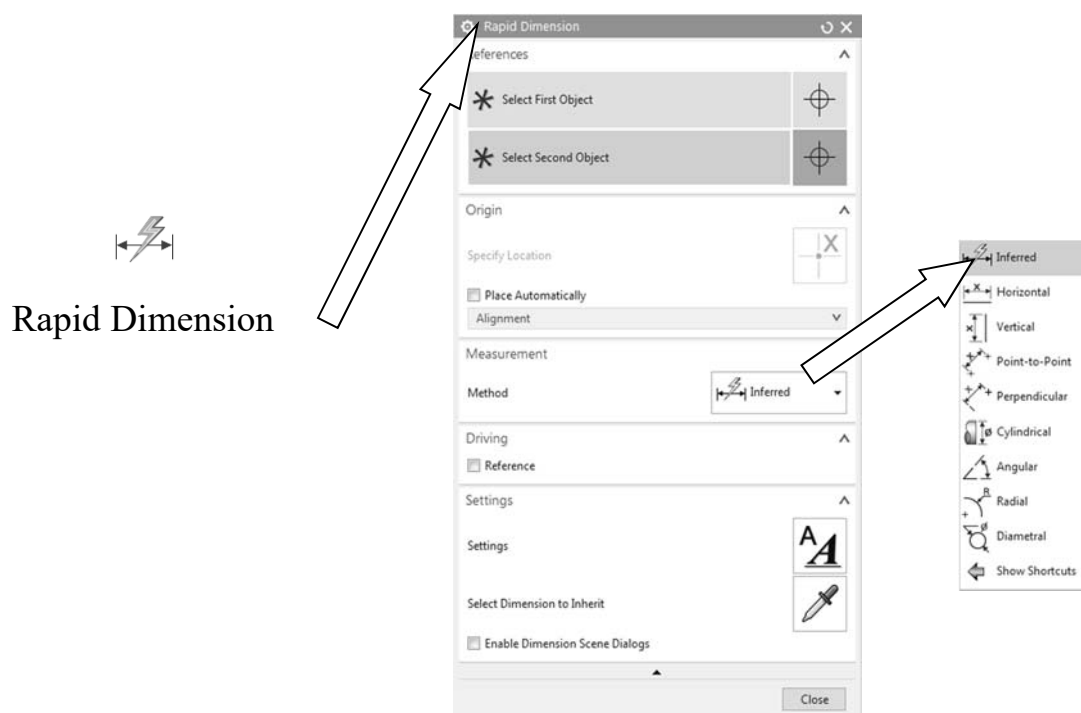 Rapid Dimension
Rapid Dimension
References
Select First Object
Select Second Object
Origin
Specify Location
X
Place Automatically
Alignment
Measurement
Method
Inferred
Driving
Reference
Settings
Settings
A A
Select Dimension to Inherit
Enable Dimension Scene Dialogs
Close
Inferred
x Horizontal
x Vertical
Point-to-Point
Perpendicular
ø Cylindrical
Angular
R Radial
ø Diametral
Show Shortcuts